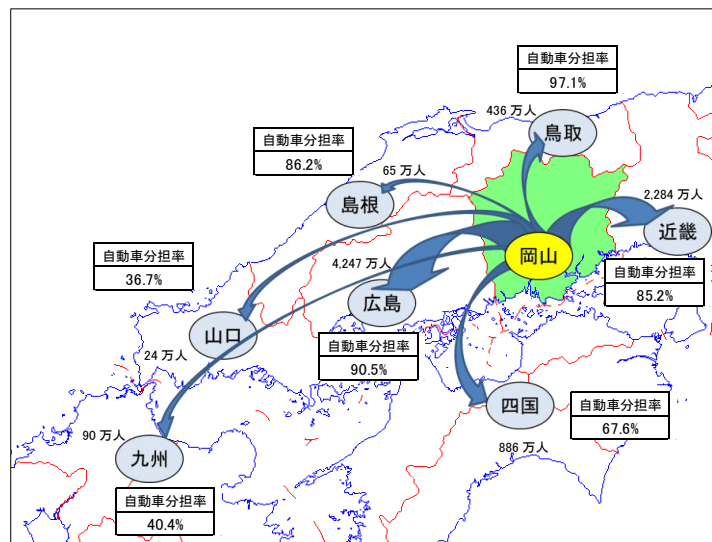 自動車分担率
97.1%
436 万人
鳥取
自動車分担率
86.2%
65 万人
島根
2,284 万人
近畿
岡山
自動車分担率
85.2%
自動車分担率
36.7%
4,247 万人
広島
山口
自動車分担率
90.5%
24 万人
四国
自動車分担率
67.6%
886 万人
90 万人
九州
自動車分担率
40.4%